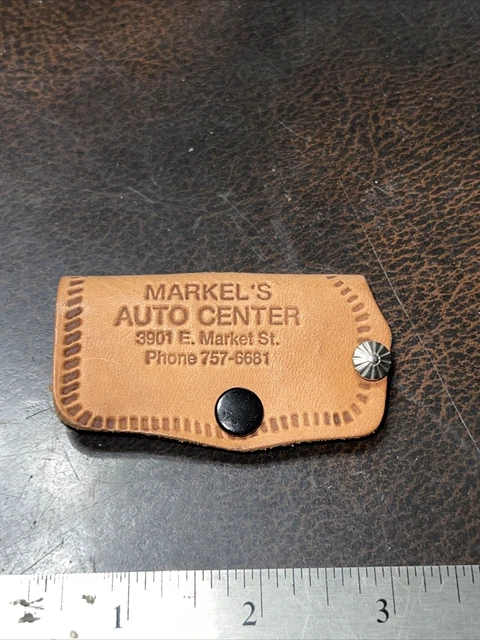 MARKEL'S
AUTO CENTER
3901 E. Market St.
Phone 757-6681
1 2 3